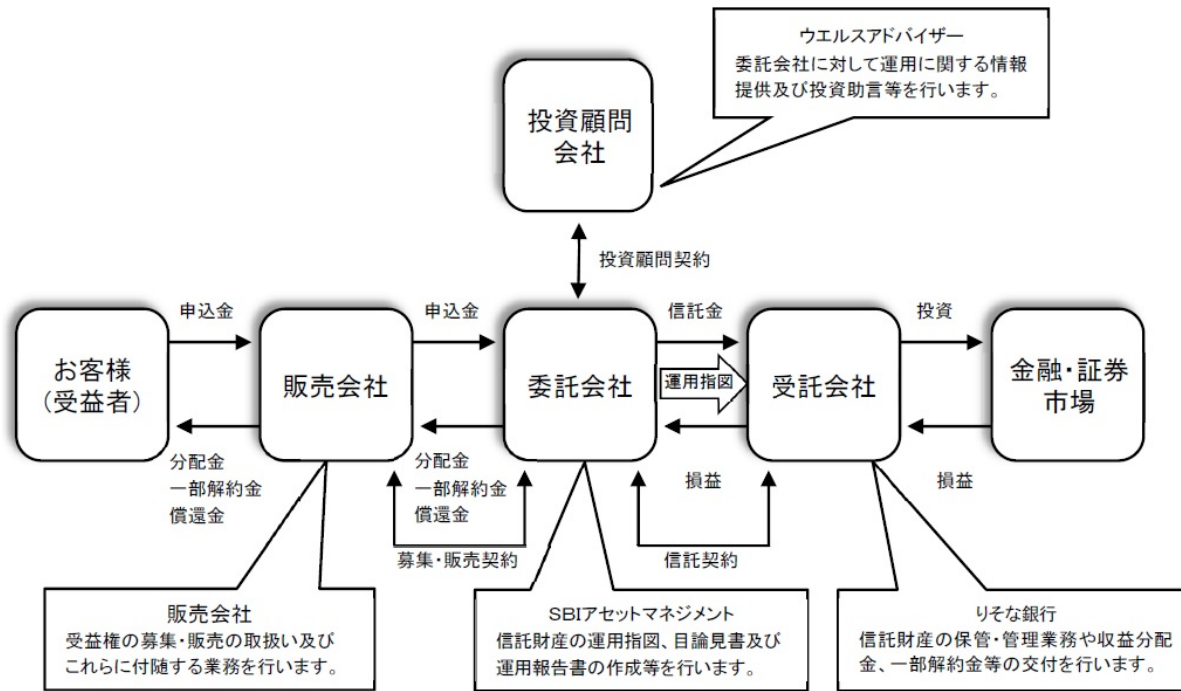 ウエルスアドバイザー
委託会社に対して運用に関する情報
提供及び投資助言等を行います。
投資顧問
会社
投資顧問契約
申込金
申込金
信託金
投資
お客様
（受益者）
販売会社
委託会社
運用指図
受託会社
金融・証券
市場
分配金
一部解約金
償還金
分配金
一部解約金
償還金
損益
損益
募集・販売契約
信託契約
販売会社
受益権の募集・販売の取扱い及び
これらに付随する業務を行います。
SBIアセットマネジメント
信託財産の運用指図、目論見書及び
運用報告書の作成等を行います。
りそな銀行
信託財産の保管・管理業務や収益分配
金、一部解約金等の交付を行います。